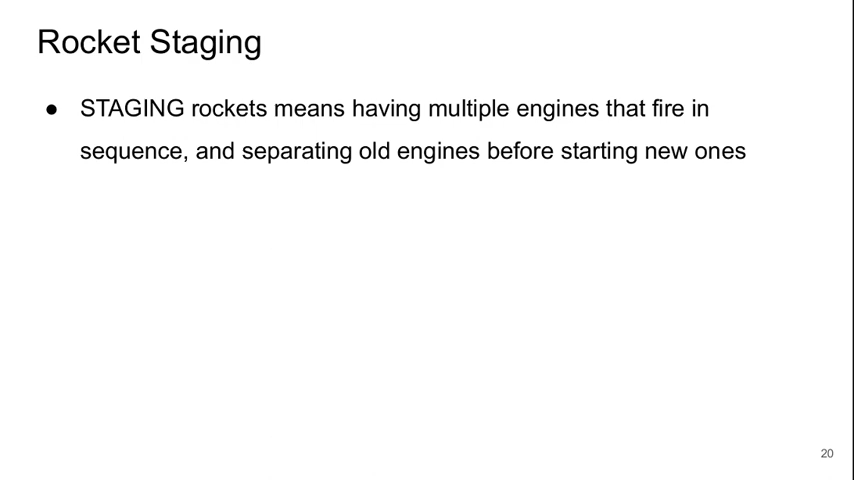 Rocket Staging
● STAGING rockets means having multiple engines that fire in
sequence, and separating old engines before starting new ones
20